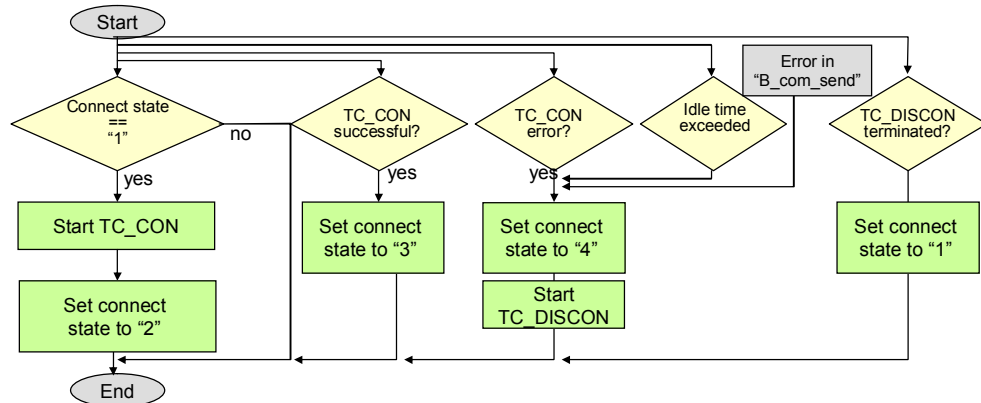 Start
Error in
“B_com_send”
Connect state
==
“1”
no
TC_CON
successful?
TC_CON
error?
Idle time
exceeded
TC_DISCON
terminated?
yes
yes
yes
Start TC_CON
Set connect
state to “3”
Set connect
state to “4”
Set connect
state to “1”
Set connect
state to “2”
Start
TC_DISCON
End